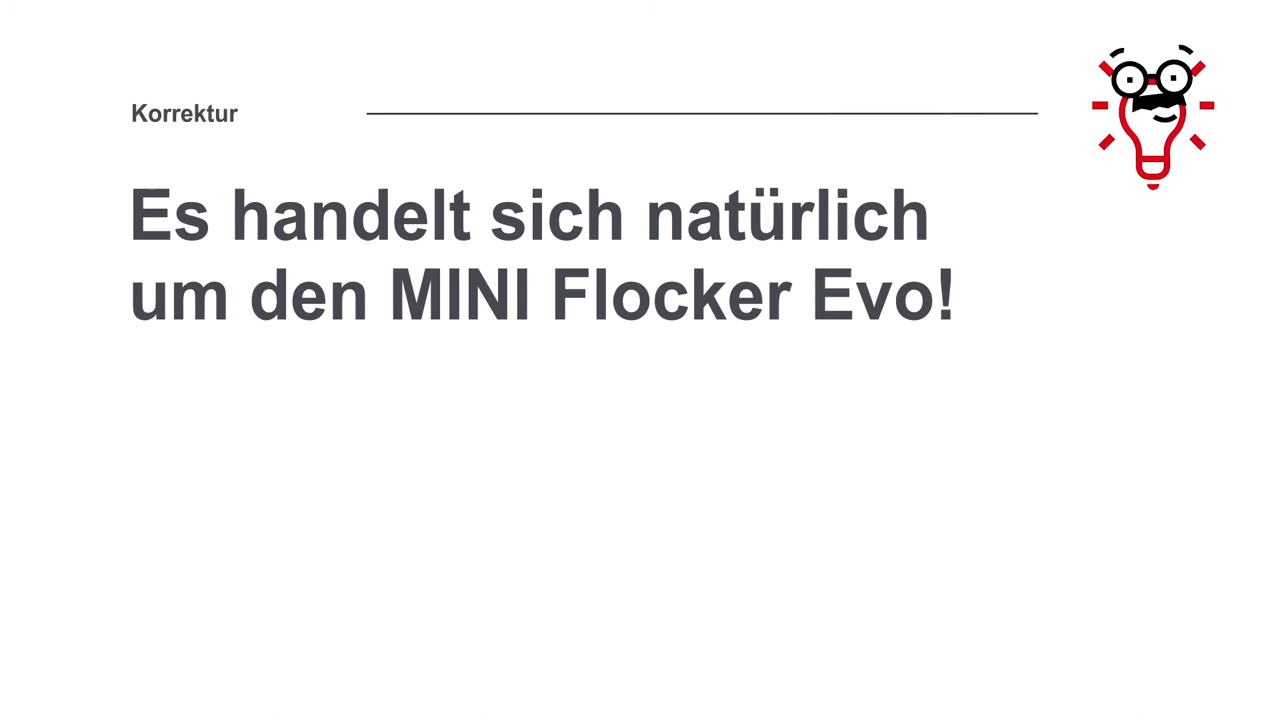 Korrektur
Es handelt sich natürlich
um den MINI Flocker Evo!